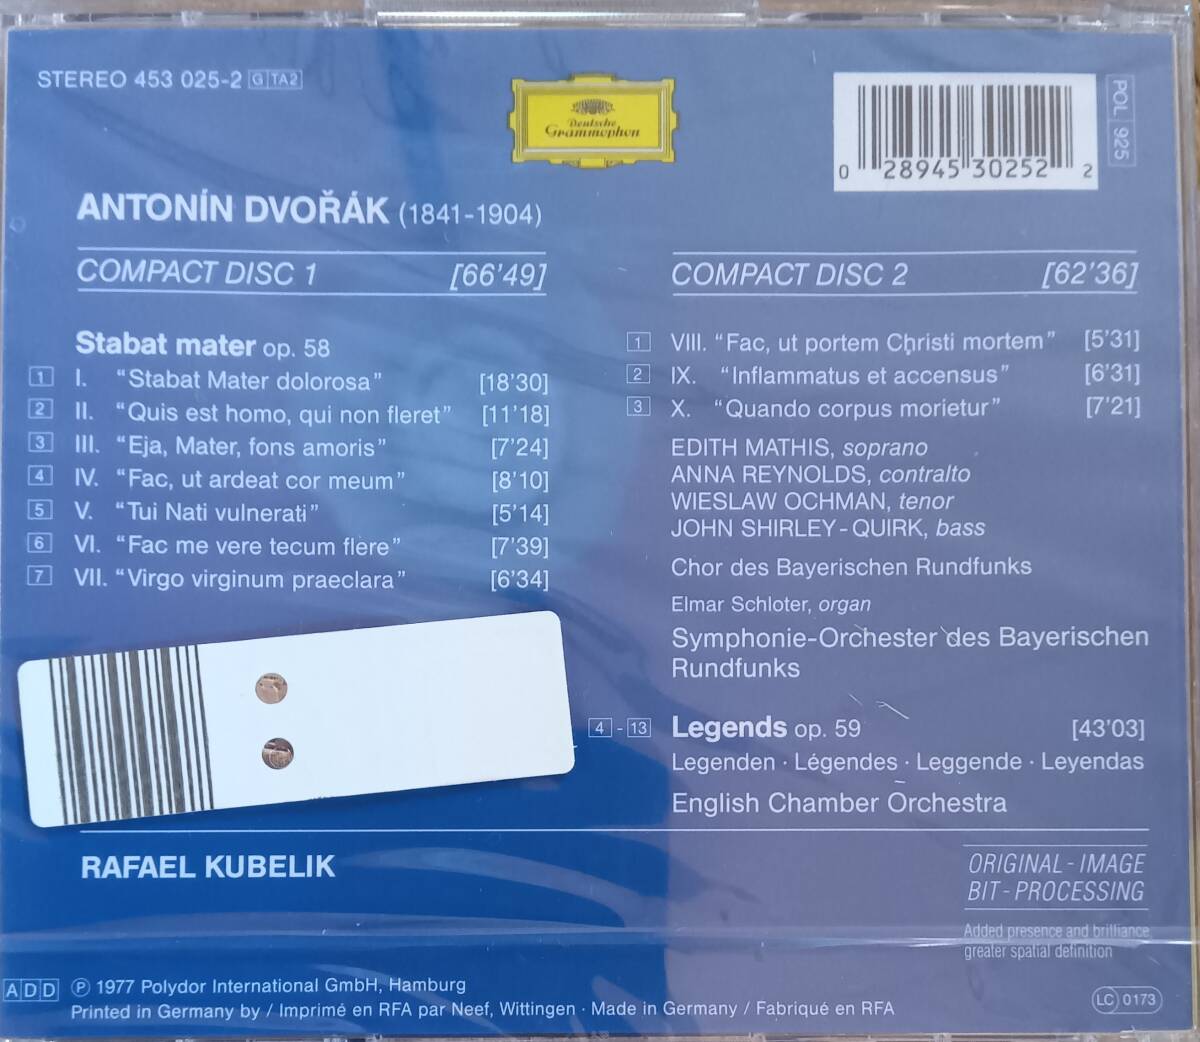 STEREO 453 025-2 G TA2
Deutsche
Grammophon
0 28945 30252 2
POL 925
ANTONÍN DVOŘÁK (1841-1904)
COMPACT DISC 1 [66'49]
Stabat mater op. 58
1 I. “Stabat Mater dolorosa” [18'30]
2 II. “Quis est homo, qui non fleret” [11'18]
3 III. “Eja, Mater, fons amoris” [7'24]
4 IV. “Fac, ut ardeat cor meum” [8'10]
5 V. “Tui Nati vulnerati” [5'14]
6 VI. “Fac me vere tecum flere” [7'39]
7 VII. “Virgo virginum praeclara” [6'34]
COMPACT DISC 2 [62'36]
1 VIII. “Fac, ut portem Christi mortem” [5'31]
2 IX. “Inflammatus et accensus” [6'31]
3 X. “Quando corpus morietur” [7'21]
EDITH MATHIS, soprano
ANNA REYNOLDS, contralto
WIESLAW OCHMAN, tenor
JOHN SHIRLEY-QUIRK, bass
Chor des Bayerischen Rundfunks
Elmar Schloter, organ
Symphonie-Orchester des Bayerischen
Rundfunks
4 - 13 Legends op. 59 [43'03]
Legenden · Légendes · Leggende · Leyendas
English Chamber Orchestra
RAFAEL KUBELIK
ORIGINAL-IMAGE
BIT-PROCESSING
Added presence and brilliance,
greater spatial definition
ADD ℗ 1977 Polydor International GmbH, Hamburg
Printed in Germany by / Imprimé en RFA par Neef, Wittingen · Made in Germany / Fabriqué en RFA
LC 0173